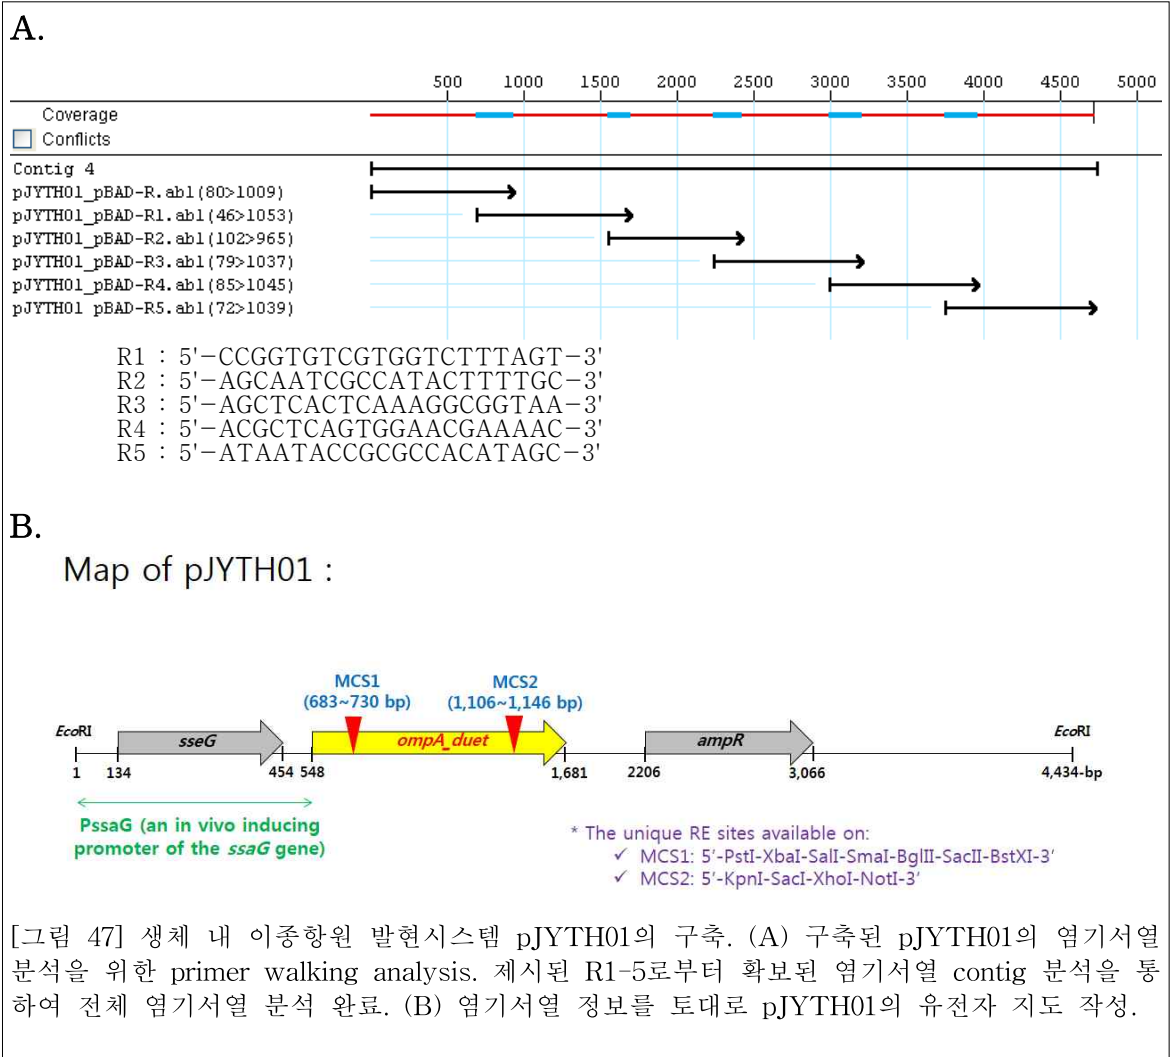 A.
500 1000 1500 2000 2500 3000 3500 4000 4500 5000
Coverage
Conflicts
Contig 4
pJYTH01_pBAD-R.ab1(80>1009)
pJYTH01_pBAD-R1.ab1(46>1053)
pJYTH01_pBAD-R2.ab1(102>965)
pJYTH01_pBAD-R3.ab1(79>1037)
pJYTH01_pBAD-R4.ab1(85>1045)
pJYTH01 pBAD-R5.ab1(72>1039)
R1 : 5'-CCGGTGTCGTGGTCTTTAGT-3'
R2 : 5'-AGCAATCGCCATACTTTTGC-3'
R3 : 5'-AGCTCACTCAAAGGCGGTAA-3'
R4 : 5'-ACGCTCAGTGGAACGAAAAC-3'
R5 : 5'-ATAATACCGCGCCACATAGC-3'
B.
Map of pJYTH01 :
MCS1 MCS2
(683~730 bp) (1,106~1,146 bp)
EcoRI sseG ompA_duet ampR EcoRI
1 134 454 548 1,681 2206 3,066 4,434-bp
PssaG (an in vivo inducing
promoter of the ssaG gene)
* The unique RE sites available on:
✓ MCS1: 5'-PstI-XbaI-SalI-SmaI-BglII-SacII-BstXI-3'
✓ MCS2: 5'-KpnI-SacI-XhoI-NotI-3'
[그림 47] 생체 내 이종항원 발현시스템 pJYTH01의 구축. (A) 구축된 pJYTH01의 염기서열
분석을 위한 primer walking analysis. 제시된 R1-5로부터 확보된 염기서열 contig 분석을 통
하여 전체 염기서열 분석 완료. (B) 염기서열 정보를 토대로 pJYTH01의 유전자 지도 작성.